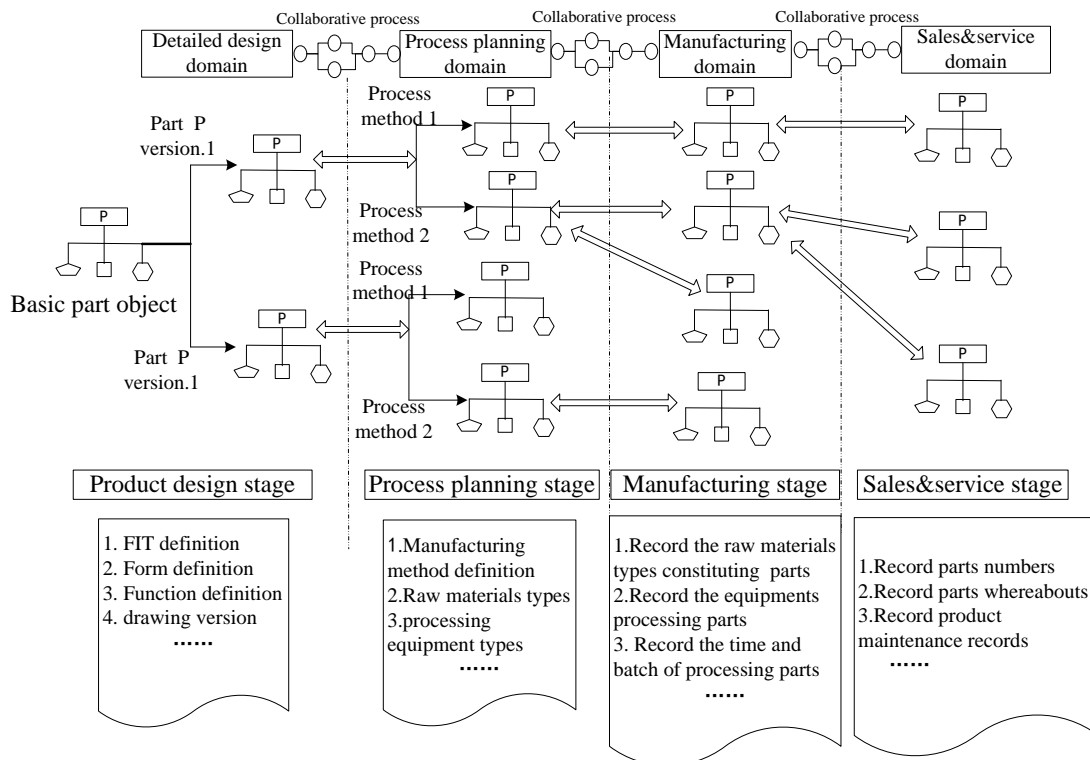 Collaborative process
Collaborative process
Collaborative process
Detailed design
domain
Process planning
domain
Manufacturing
domain
Sales&service
domain
Part P
version.1
P
Process
method 1
P
P
P
Process
method 2
P
P
P
P
Basic part object
Process
method 1
P
P
Part P
version.1
P
Process
method 2
P
P
P
Product design stage
Process planning stage
Manufacturing stage
Sales&service stage
1. FIT definition
2. Form definition
3. Function definition
4. drawing version
······
1.Manufacturing
method definition
2.Raw materials types
3.processing
equipment types
······
1.Record the raw materials
types constituting parts
2.Record the equipments
processing parts
3. Record the time and
batch of processing parts
······
1.Record parts numbers
2.Record parts whereabouts
3.Record product
maintenance records
······